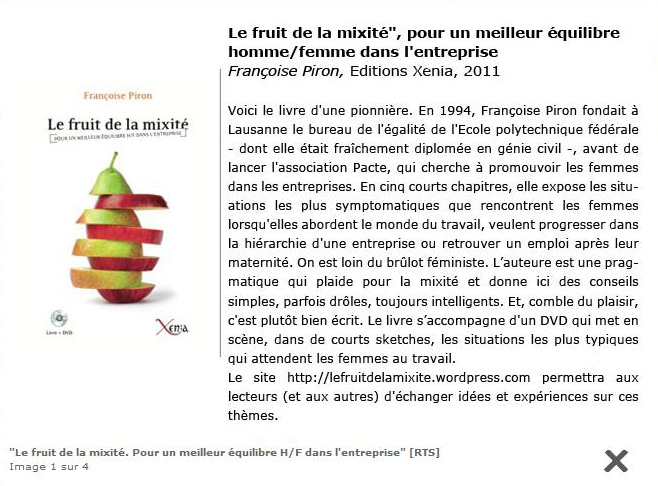 Le fruit de la mixité", pour un meilleur équilibre
homme/femme dans l'entreprise
Françoise Piron, Editions Xenia, 2011
Françoise Piron
Le fruit de la mixité
POUR UN MEILLEUR ÉQUILIBRE H/F DANS L'ENTREPRISE
Livre + DVD
Xenia
Voici le livre d'une pionnière. En 1994, Françoise Piron fondait à
Lausanne le bureau de l'égalité de l'Ecole polytechnique fédérale
- dont elle était fraîchement diplomée en génie civil -, avant de
lancer l'association Pacte, qui cherche à promouvoir les femmes
dans les entreprises. En cinq courts chapitres, elle expose les situ-
ations les plus symptomatiques que rencontrent les femmes
lorsqu'elles abordent le monde du travail, veulent progresser dans
la hiérarchie d'une entreprise ou retrouver un emploi après leur
maternité. On est loin du brûlot féministe. L’auteure est une prag-
matique qui plaide pour la mixité et donne ici des conseils
simples, parfois drôles, toujours intelligents. Et, comble du plaisir,
c'est plutôt bien écrit. Le livre s’accompagne d'un DVD qui met en
scène, dans de courts sketches, les situations les plus typiques
qui attendent les femmes au travail.
Le site http://lefruitdelamixite.wordpress.com permettra aux
lecteurs (et aux autres) d'échanger idées et expériences sur ces
thèmes.
"Le fruit de la mixité. Pour un meilleur équilibre H/F dans l'entreprise" [RTS]
Image 1 sur 4